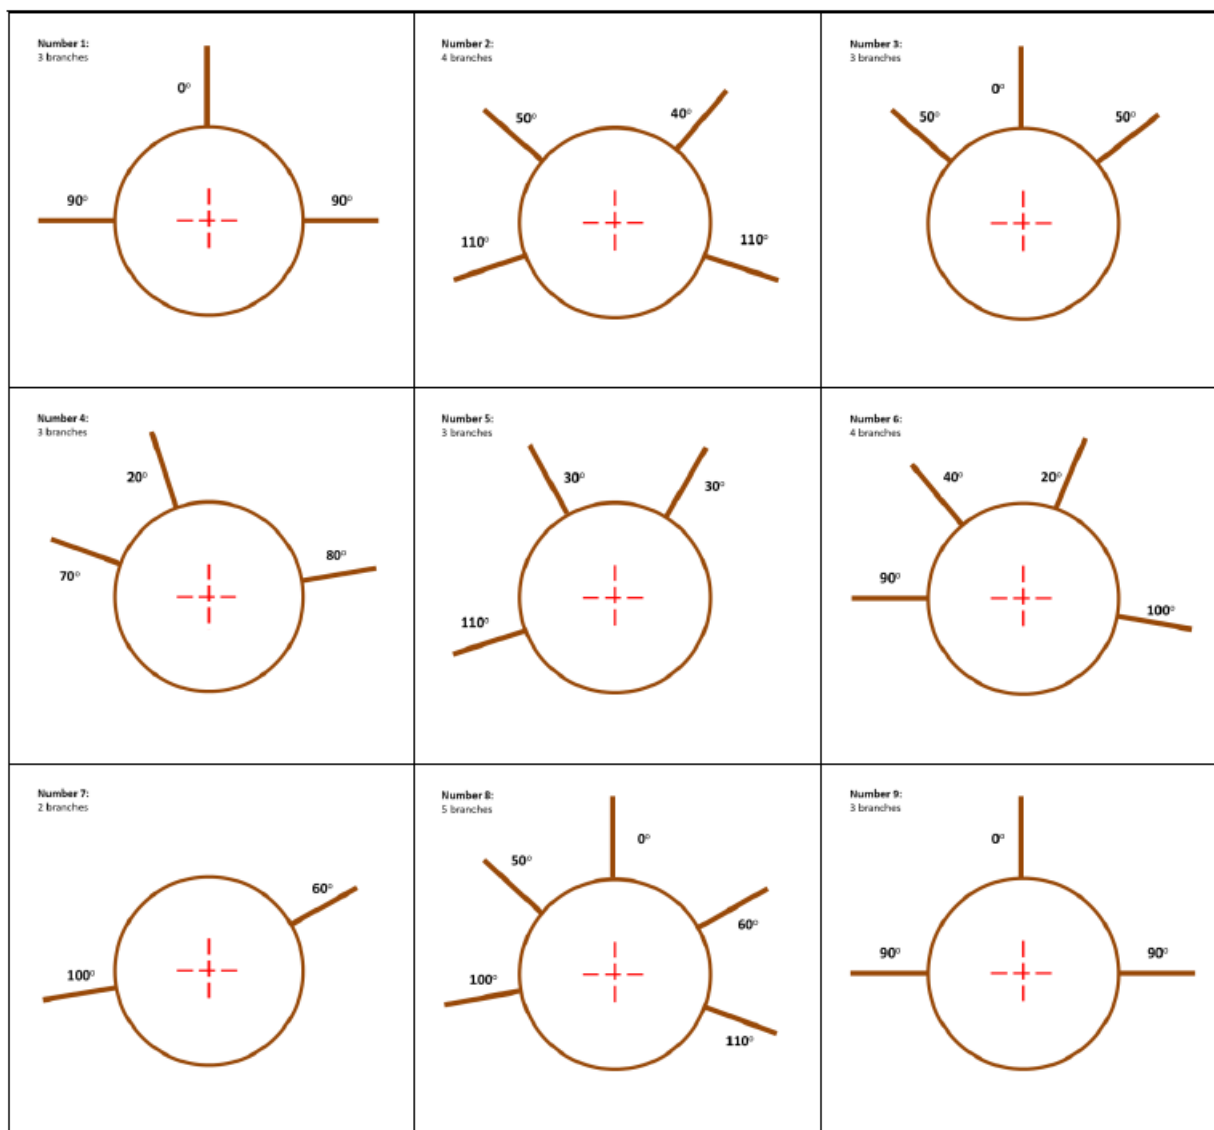 Number 1:
3 branches
0°
90°
90°
Number 2:
4 branches
40°
50°
110°
110°
Number 3:
3 branches
0°
50°
50°
Number 4:
3 branches
20°
80°
70°
Number 5:
3 branches
30°
30°
110°
Number 6:
4 branches
40°
20°
90°
100°
Number 7:
2 branches
60°
100°
Number 8:
5 branches
0°
50°
60°
100°
110°
Number 9:
3 branches
0°
90°
90°